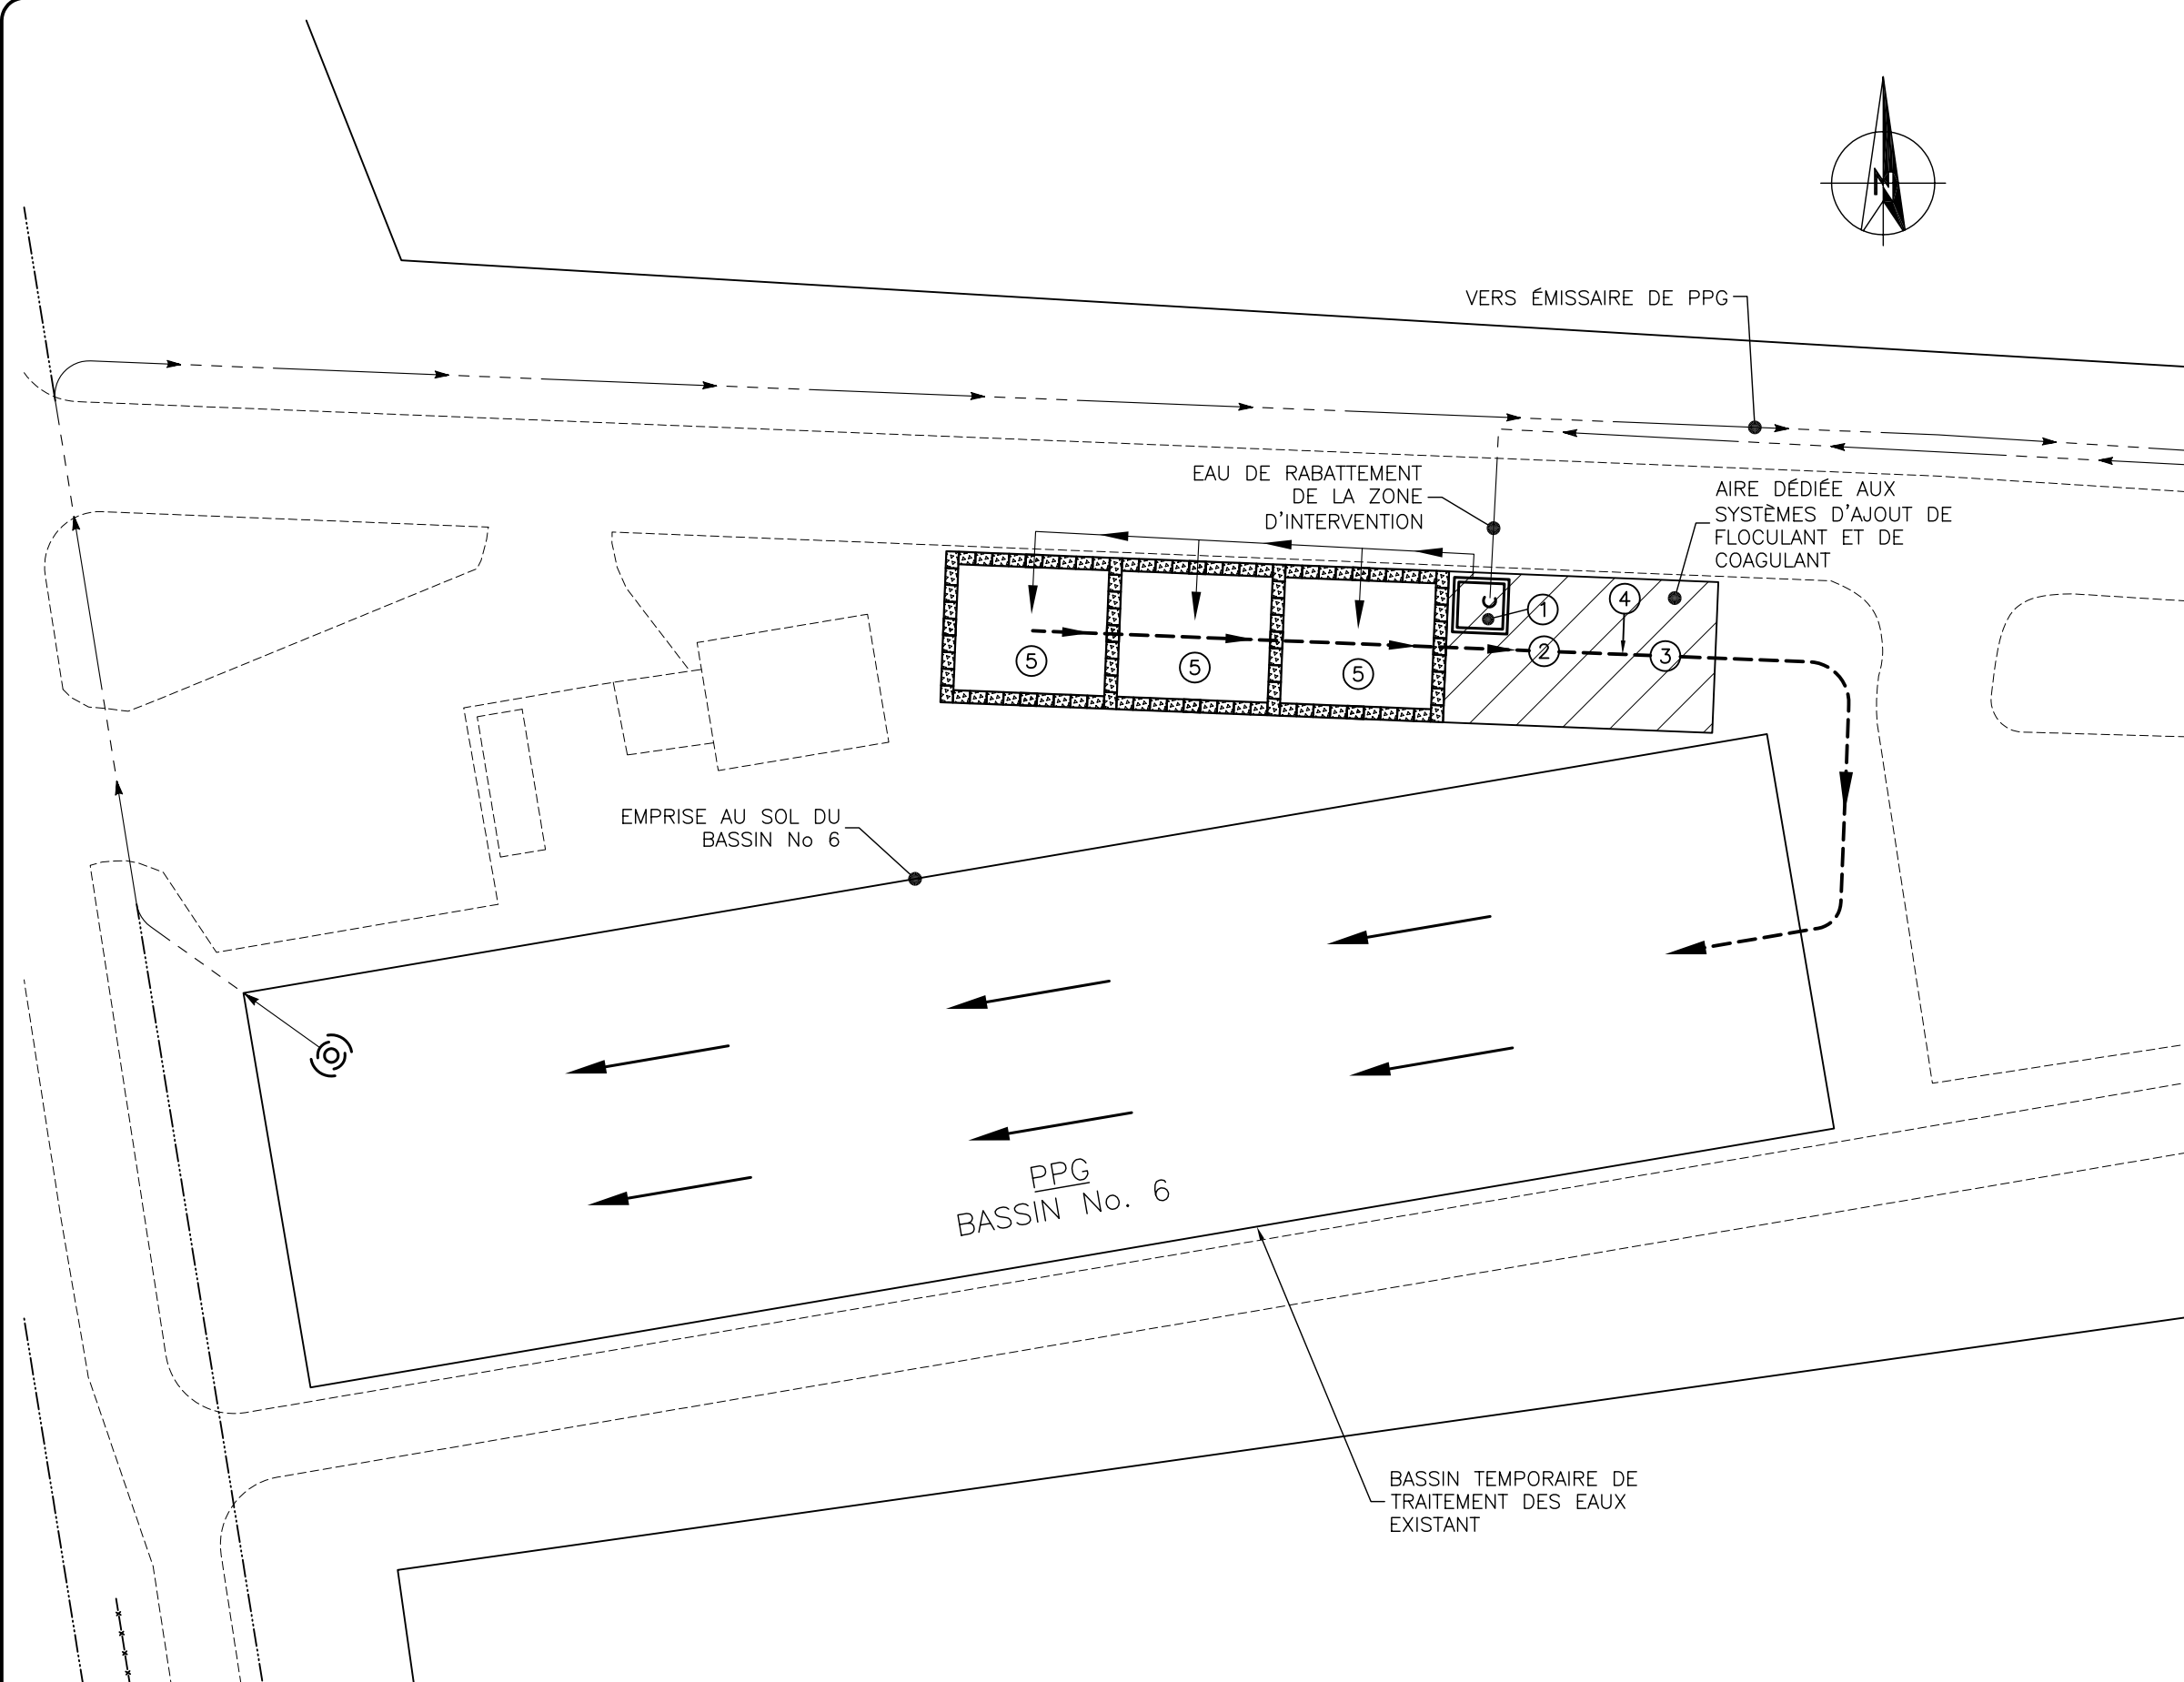 N
VERS ÉMISSAIRE DE PPG
EAU DE RABATTEMENT
DE LA ZONE
D'INTERVENTION
AIRE DÉDIÉE AUX
SYSTÈMES D'AJOUT DE
FLOCULANT ET DE
COAGULANT
1
4
5
5
5
2
3
EMPRISE AU SOL DU
BASSIN No 6
PPG
BASSIN No. 6
BASSIN TEMPORAIRE DE
TRAITEMENT DES EAUX
EXISTANT